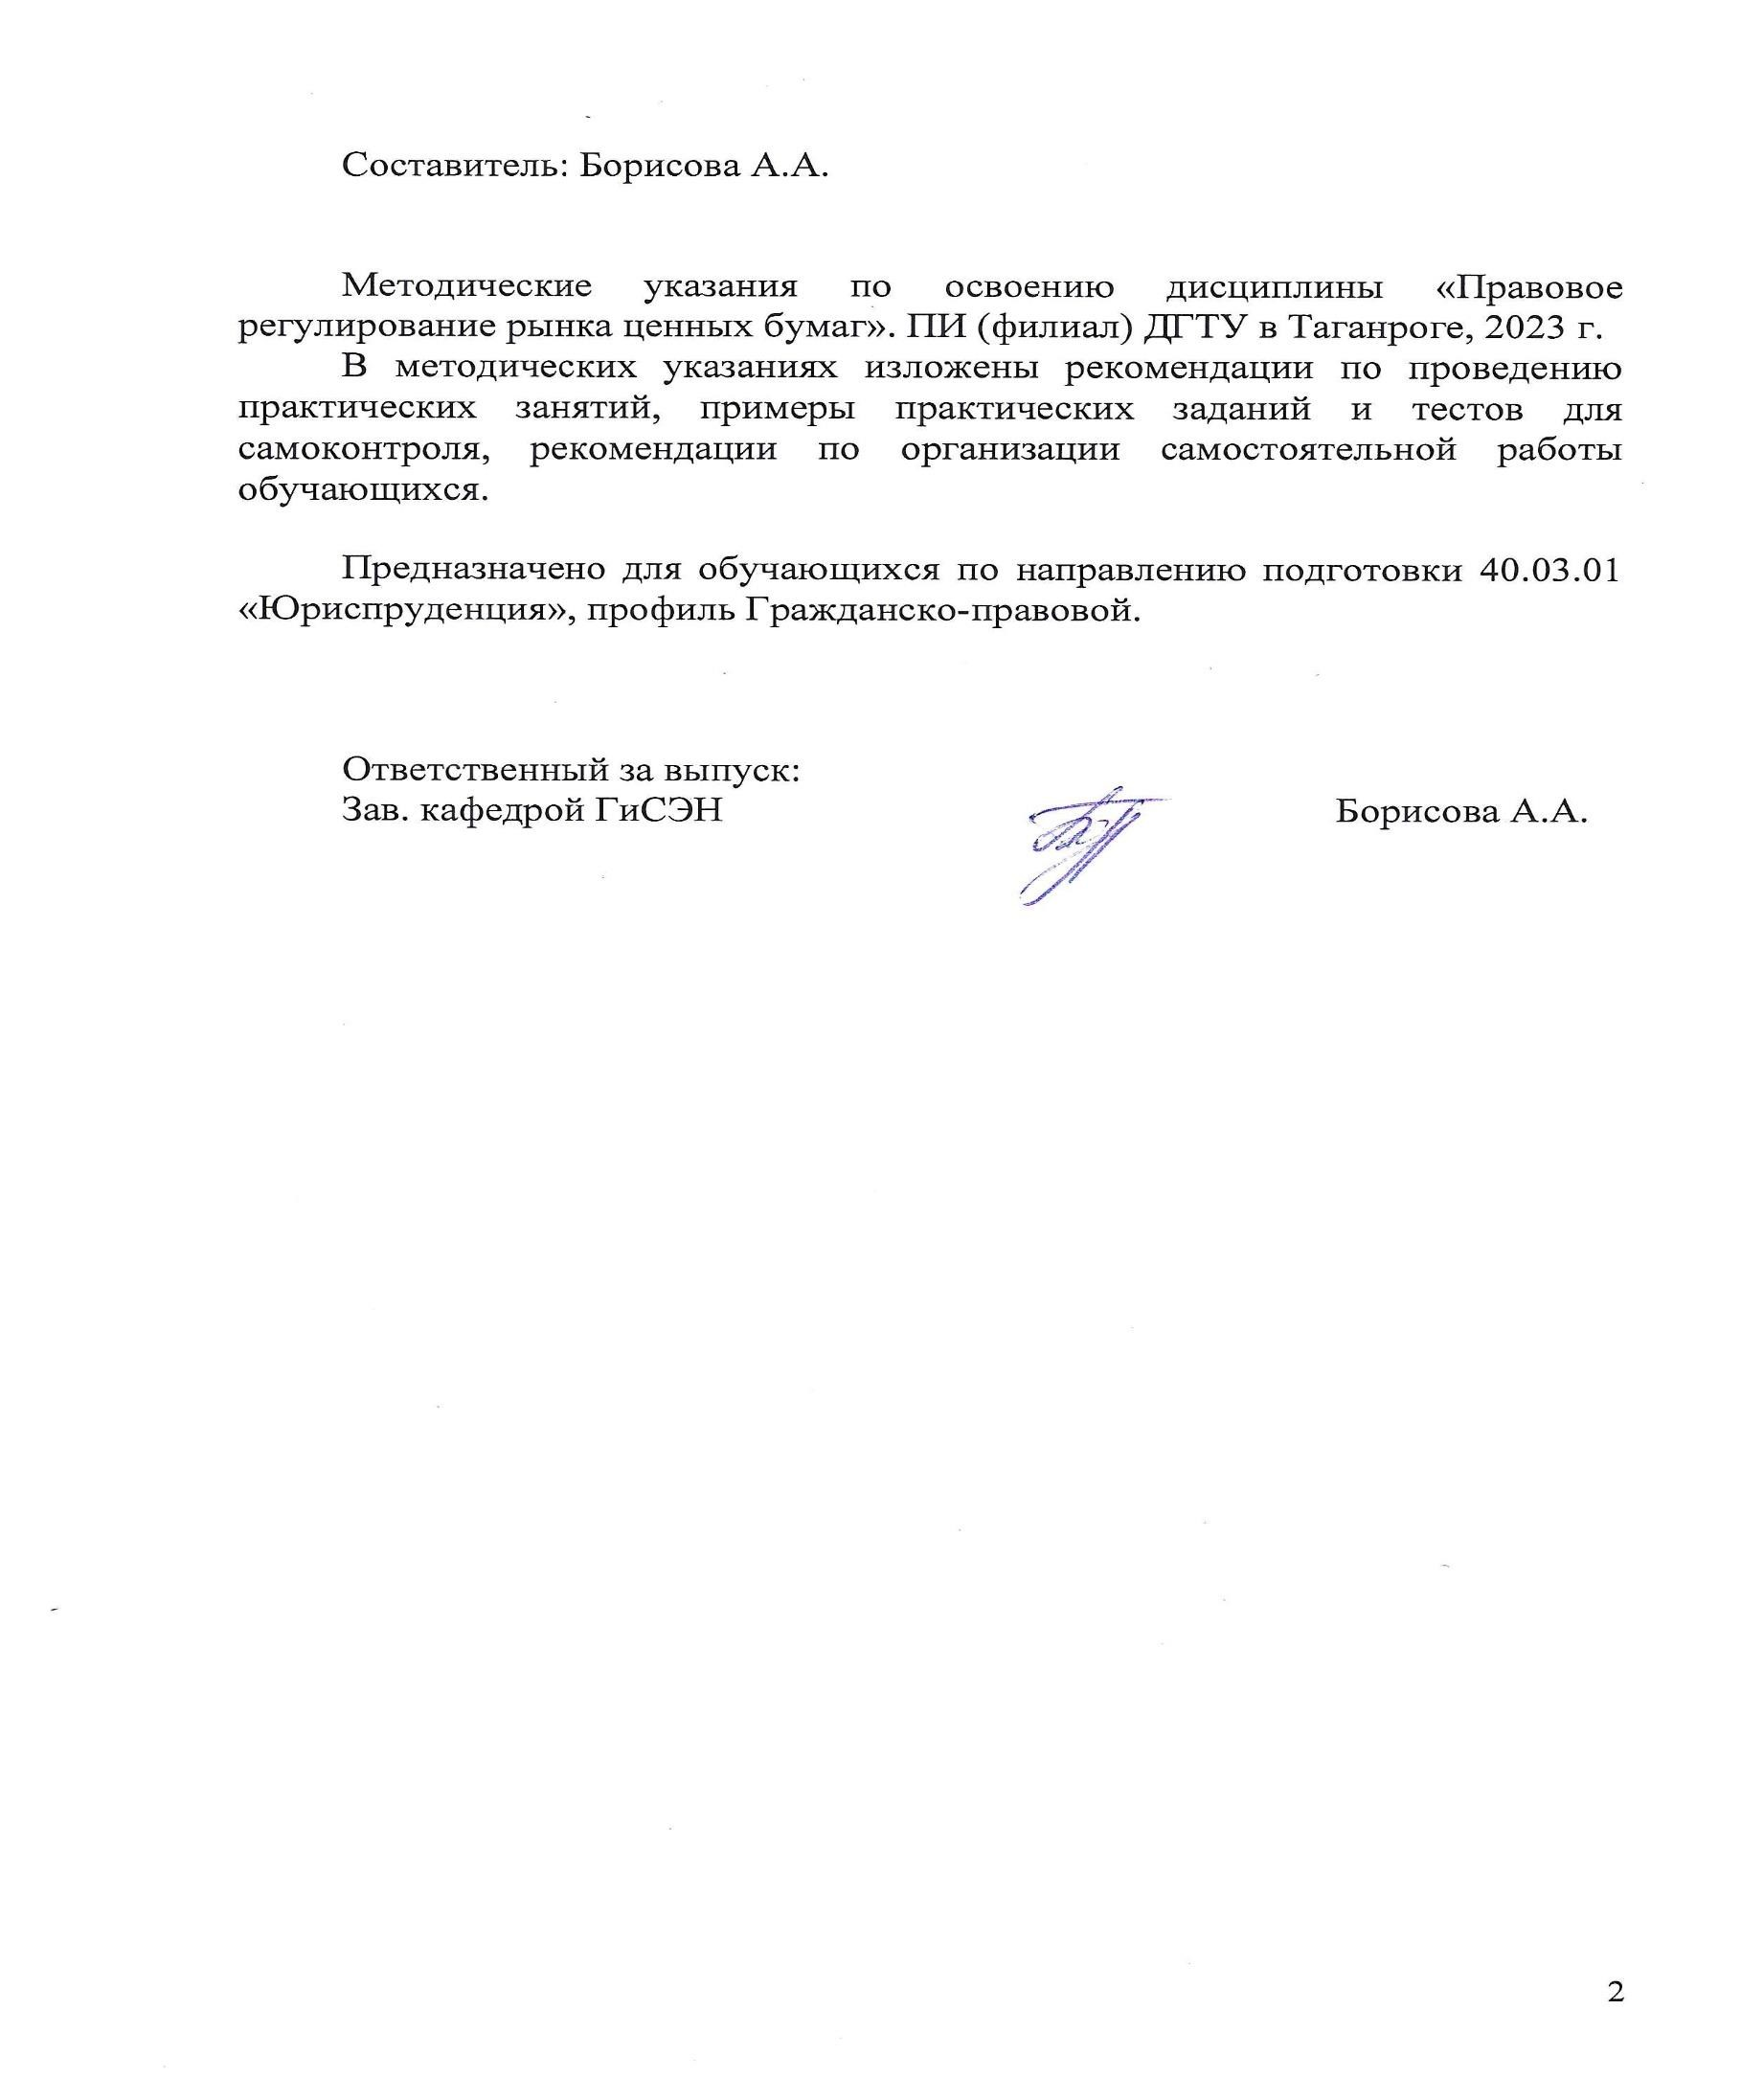 Составитель: Борисова А.А.
Методические указания по освоению дисциплины «Правовое
регулирование рынка ценных бумаг». ПИ (филиал) ДГТУ в Таганроге, 2023 г.
В методических указаниях изложены рекомендации по проведению
практических занятий, примеры практических заданий и тестов для
самоконтроля, рекомендации по организации самостоятельной работы
обучающихся.
Предназначено для обучающихся по направлению подготовки 40.03.01
«Юриспруденция», профиль Гражданско-правовой.
Ответственный за выпуск:
Зав. кафедрой ГиСЭН Борисова А.А.
2